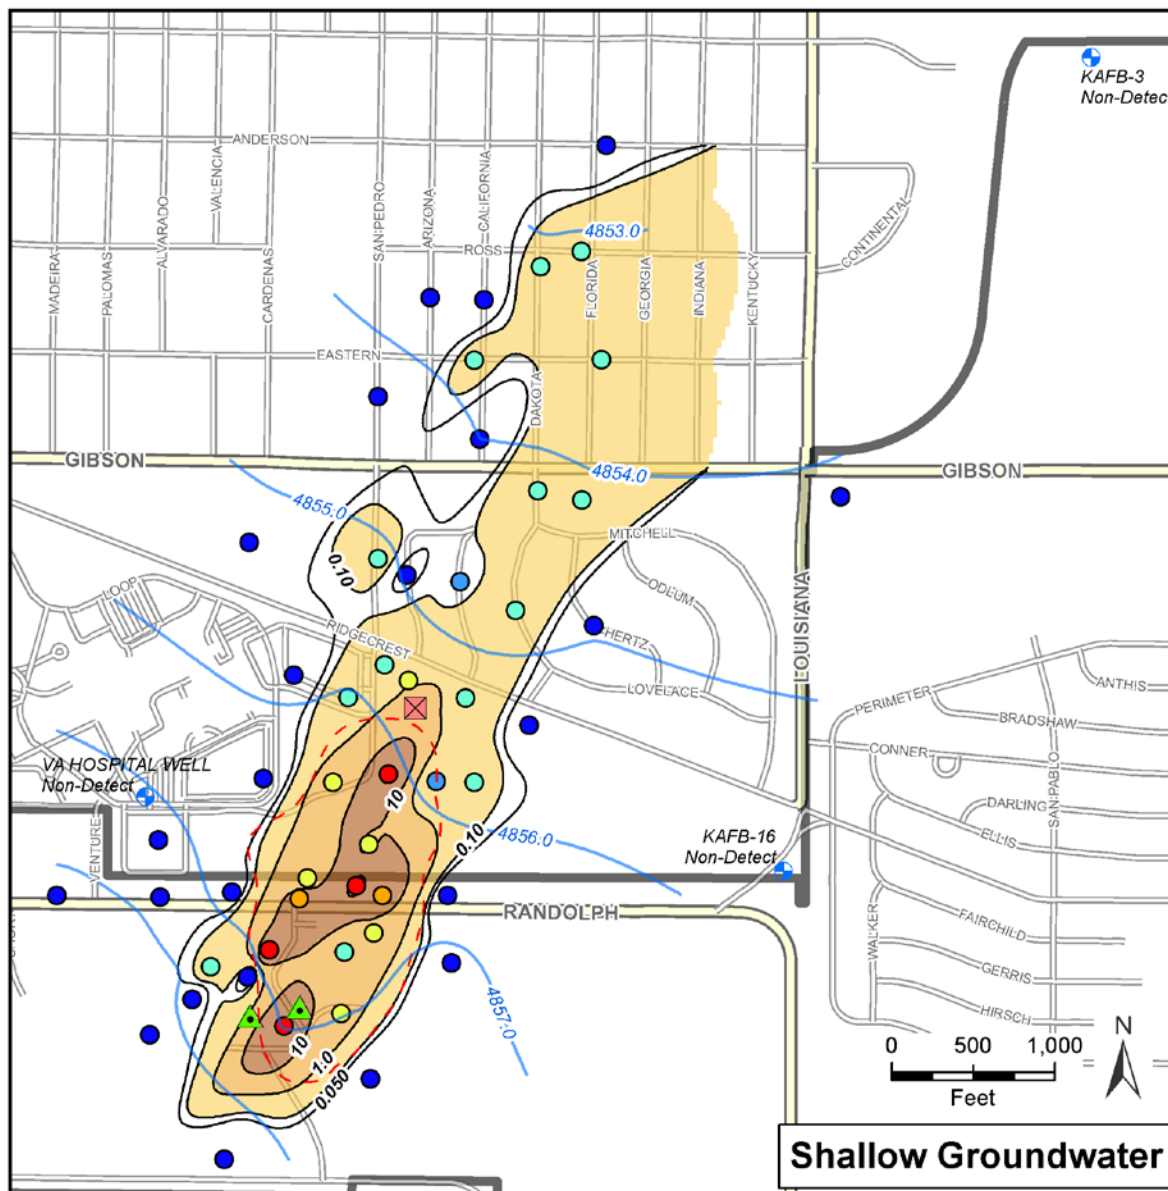 KAFB-3
Non-Detec
ANDERSON
VALENCIA
CALIFORNIA
SAN PEDRO
ARIZONA
ALVARADO
CONTINENTAL
4853.0
ROSS
MADEIRA
PALOMAS
CARDENAS
FLORIDA
GEORGIA
INDIANA
KENTUCKY
EASTERN
DAKOTA
GIBSON
4854.0
GIBSON
4855.0
MITCHELL
0.10
LOOP
ODLUM
LOUISIANA
RIDGECREST
HERTZ
LOVELACE
PERIMETER
ANTHIS
BRADSHAW
CONNER
SAN PABLO
VA HOSPITAL WELL
Non-Detect
10
DARLING
ELLIS
4856.0
0.10
VENTURE
KAFB-16
Non-Detect
RANDOLPH
WALKER
FAIRCHILD
GERRIS
HIRSCH
4857.0
10
1.0
0.050
N
0 500 1,000
Feet
Shallow Groundwater